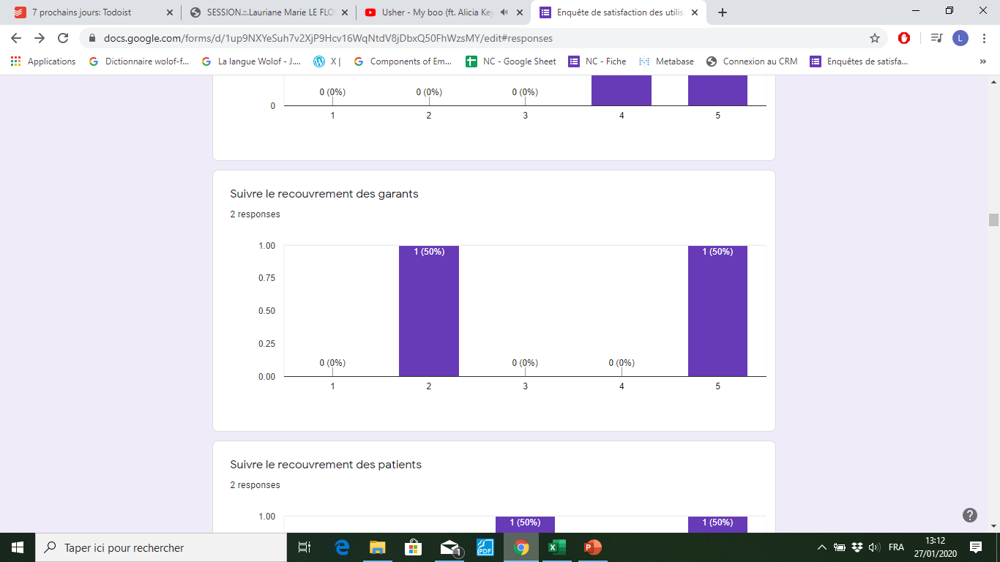 7 prochains jours: Todoist
SESSION.::.Lauriane Marie LE FLO
Usher - My boo (ft. Alicia Key
Enquête de satisfaction des utilis
docs.google.com/forms/d/1up9NXYeSuh7v2XjP9Hcv16WqNtdV8jDbxQ50FhWzsMY/edit#responses
L
Applications
Dictionnaire wolof-f...
La langue Wolof - J....
X |
Components of Em...
NC - Google Sheet
NC - Fiche
Metabase
Connexion au CRM
Enquêtes de satisfa...
»
0 (0%) 0 (0%) 0 (0%)
0
1 2 3 4 5
Suivre le recouvrement des garants
2 responses
1.00
1 (50%) 1 (50%)
0.75
0.50
0.25
0 (0%) 0 (0%) 0 (0%)
0.00
1 2 3 4 5
Suivre le recouvrement des patients
2 responses
1.00
1 (50%) 1 (50%)
Taper ici pour rechercher
1
PDF
FRA
13:12
27/01/2020